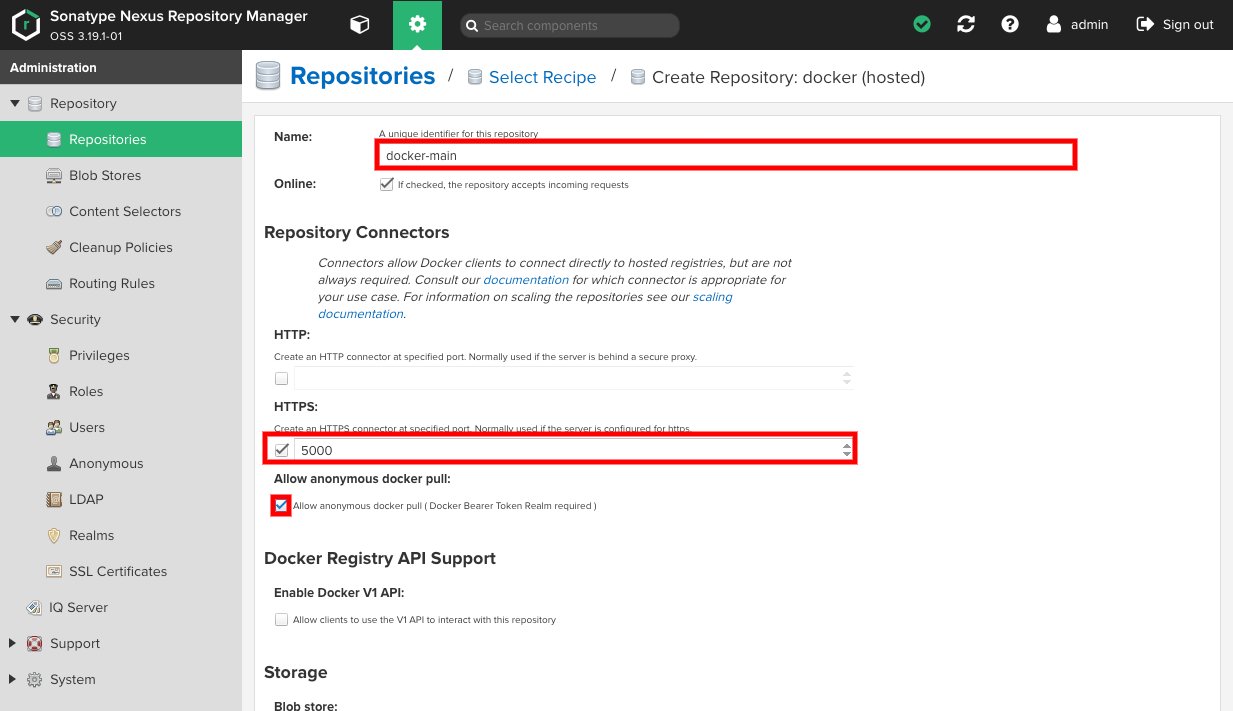 Sonatype Nexus Repository Manager
OSS 3.19.1-01
Search components
admin
Sign out
Administration
Repository
Repositories
Blob Stores
Content Selectors
Cleanup Policies
Routing Rules
Security
Privileges
Roles
Users
Anonymous
LDAP
Realms
SSL Certificates
IQ Server
Support
System
Repositories / Select Recipe / Create Repository: docker (hosted)
Name:
A unique identifier for this repository
docker-main
Online:
If checked, the repository accepts incoming requests
Repository Connectors
Connectors allow Docker clients to connect directly to hosted registries, but are not
always required. Consult our documentation for which connector is appropriate for
your use case. For information on scaling the repositories see our scaling
documentation.
HTTP:
Create an HTTP connector at specified port. Normally used if the server is behind a secure proxy.
HTTPS:
Create an HTTPS connector at specified port. Normally used if the server is configured for https.
5000
Allow anonymous docker pull:
Allow anonymous docker pull ( Docker Bearer Token Realm required )
Docker Registry API Support
Enable Docker V1 API:
Allow clients to use the V1 API to interact with this repository
Storage
Blob store: